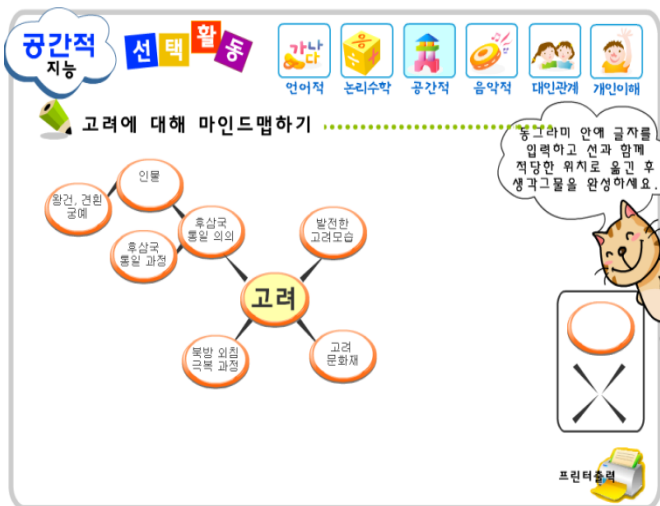 공간적
지능
선택활동
가나다
언어적
논리수학
공간적
음악적
대인관계
개인이해
고려에 대해 마인드맵하기
동그라미 안에 글자를
입력하고 선과 함께
적당한 위치로 옮긴 후
생각그물을 완성하세요.
인물
왕건, 견훤
궁예
후삼국
통일 의의
발전한
고려모습
후삼국
통일 과정
고려
북방 외침
극복 과정
고려
문화재
프린터출력